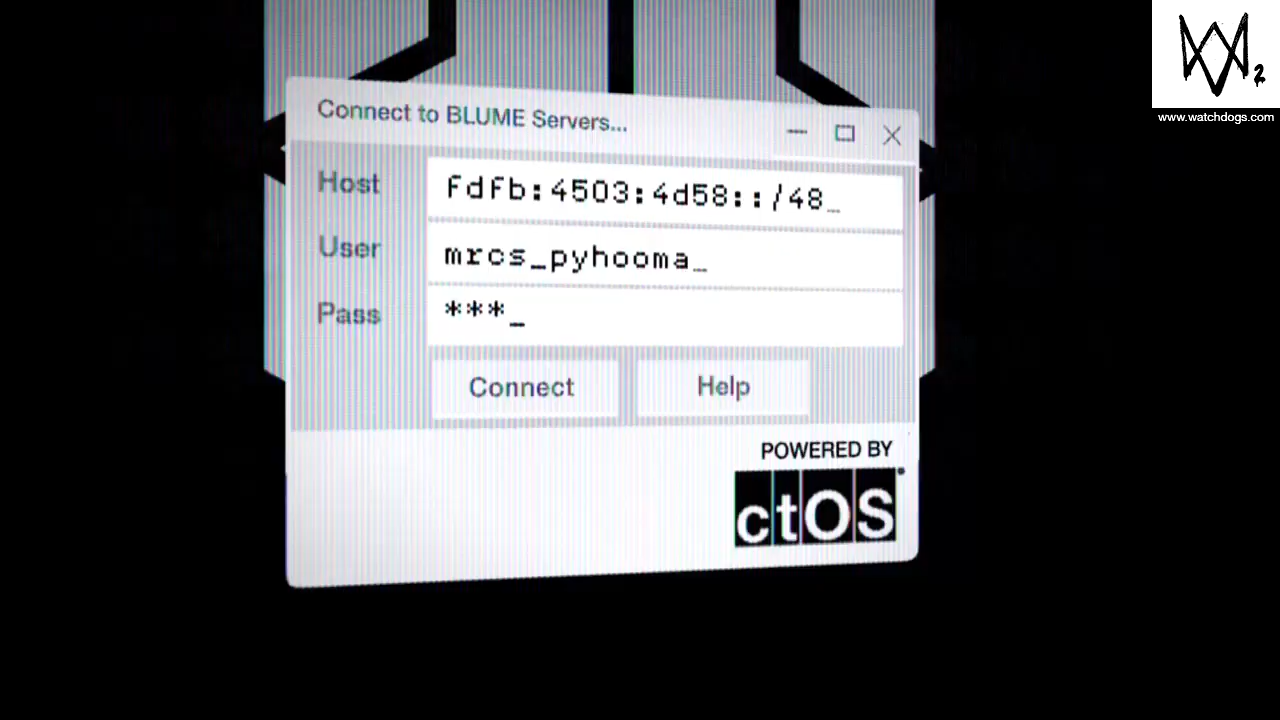 2
www.watchdogs.com
Connect to BLUME Servers...
Host fdfb:4503:4d58::/48_
User mrcs_pyhooma_
Pass ***_
Connect Help
POWERED BY
ctOS